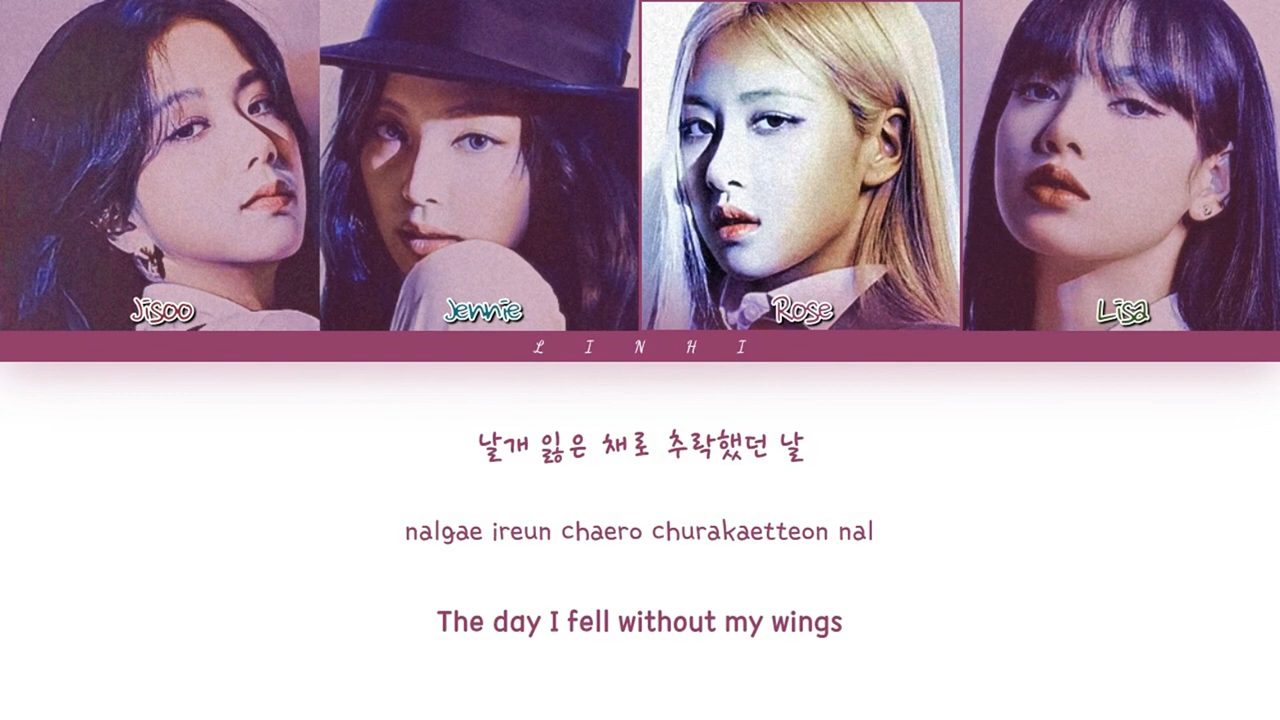 Jisoo
Jennie
Rose
Lisa
L I N H I
날개 잃은 채로 추락했던 날
nalgae ireun chaero churakaetteon nal
The day I fell without my wings